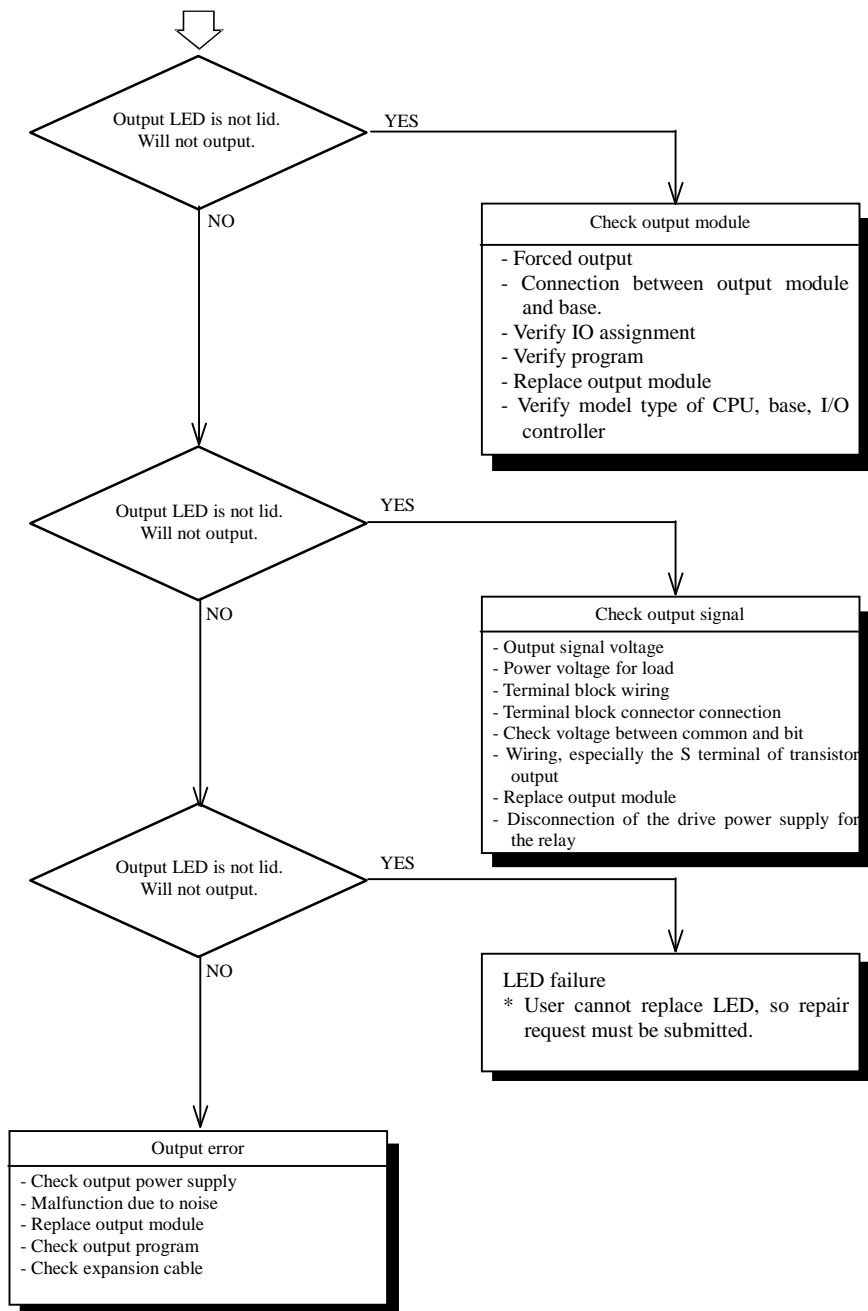 Output LED is not lid.
Will not output.
YES
NO
Check output module
- Forced output
- Connection between output module
and base.
- Verify IO assignment
- Verify program
- Replace output module
- Verify model type of CPU, base, I/O
controller
Output LED is not lid.
Will not output.
YES
NO
Check output signal
- Output signal voltage
- Power voltage for load
- Terminal block wiring
- Terminal block connector connection
- Check voltage between common and bit
- Wiring, especially the S terminal of transistor
output
- Replace output module
- Disconnection of the drive power supply for
the relay
Output LED is not lid.
Will not output.
YES
NO
LED failure
* User cannot replace LED, so repair
request must be submitted.
Output error
- Check output power supply
- Malfunction due to noise
- Replace output module
- Check output program
- Check expansion cable